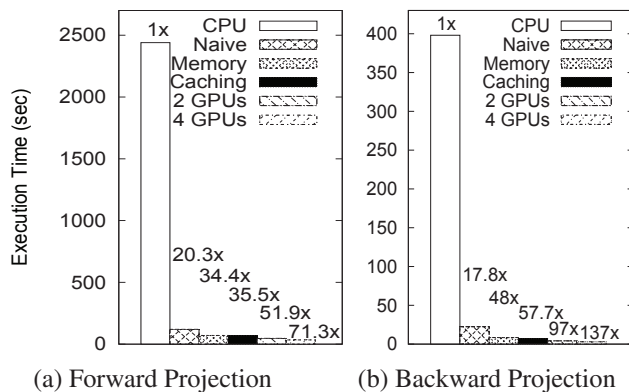 Execution Time (sec)
2500
2000
1500
1000
500
0
1x
CPU
Naive
Memory
Caching
2 GPUs
4 GPUs
20.3x
34.4x
35.5x
51.9x
71.3x
(a) Forward Projection
400
350
300
250
200
150
100
50
0
1x
CPU
Naive
Memory
Caching
2 GPUs
4 GPUs
17.8x
48x
57.7x
97x
137x
(b) Backward Projection